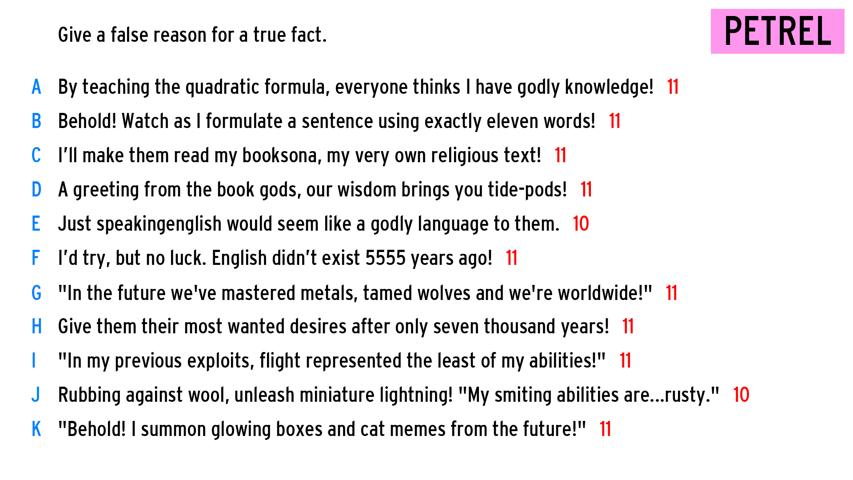 Give a false reason for a true fact.
PETREL
A By teaching the quadratic formula, everyone thinks I have godly knowledge! 11
B Behold! Watch as I formulate a sentence using exactly eleven words! 11
C I'll make them read my booksona, my very own religious text! 11
D A greeting from the book gods, our wisdom brings you tide-pods! 11
E Just speakingenglish would seem like a godly language to them. 10
F I'd try, but no luck. English didn't exist 5555 years ago! 11
G "In the future we've mastered metals, tamed wolves and we're worldwide!" 11
H Give them their most wanted desires after only seven thousand years! 11
I "In my previous exploits, flight represented the least of my abilities!" 11
J Rubbing against wool, unleash miniature lightning! "My smiting abilities are...rusty." 10
K "Behold! I summon glowing boxes and cat memes from the future!" 11